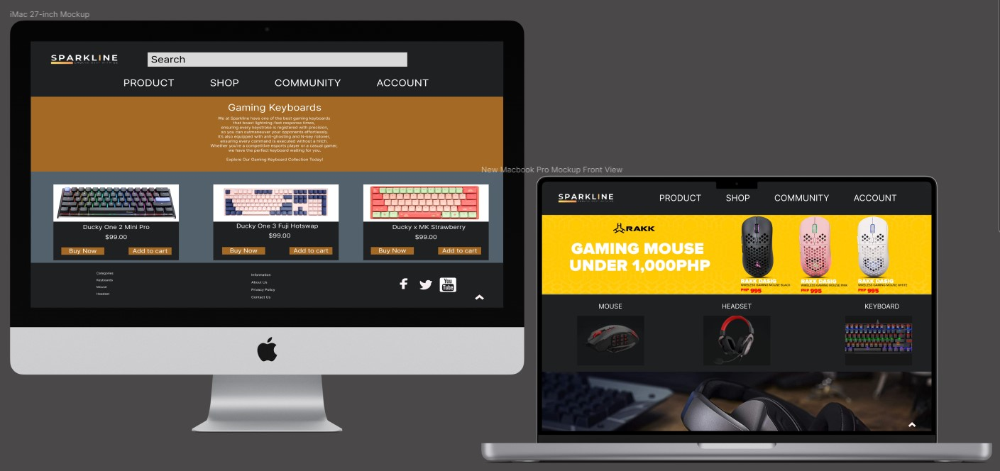 iMac 27-inch Mockup
SPARKLINE
CHOOSE BEST WITH US
Search
PRODUCT SHOP COMMUNITY ACCOUNT
Gaming Keyboards
We at Sparkline have one of the best gaming keyboards
that boast lightning-fast response times,
ensuring every keystroke is registered with precision,
so you can outmaneuver your opponents effortlessly.
It's also equipped with anti-ghosting and N-key rollover,
ensuring every command is executed without a hitch.
Whether you're a competitive esports player or a casual gamer,
we have the perfect keyboard waiting for you.
Explore Our Gaming Keyboard Collection Today!
Ducky One 2 Mini Pro
$99.00
Buy Now Add to cart
Ducky One 3 Fuji Hotswap
$99.00
Buy Now Add to cart
Ducky x MK Strawberry
$99.00
Buy Now Add to cart
Categories
Keyboards
Mouse
Headset
Information
About Us
Privacy Policy
Contact Us
You
Tube
New Macbook Pro Mockup Front View
SPARKLINE
CHOOSE BEST WITH US
PRODUCT SHOP COMMUNITY ACCOUNT
RAKK
GAMING MOUSE
UNDER 1,000PHP
RAKK DASIG
WIRELESS GAMING MOUSE BLACK
PHP 995
RAKK DASIG
WIRELESS GAMING MOUSE PINK
PHP 995
RAKK DASIG
WIRELESS GAMING MOUSE WHITE
PHP 995
MOUSE HEADSET KEYBOARD